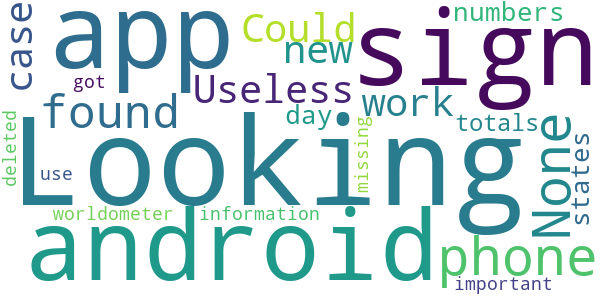 case
app
Could
sign
numbers
new
got
Useless
found
work
day
totals
deleted
Looking
missing
None
states
use
worldometer
information
android
phone
important